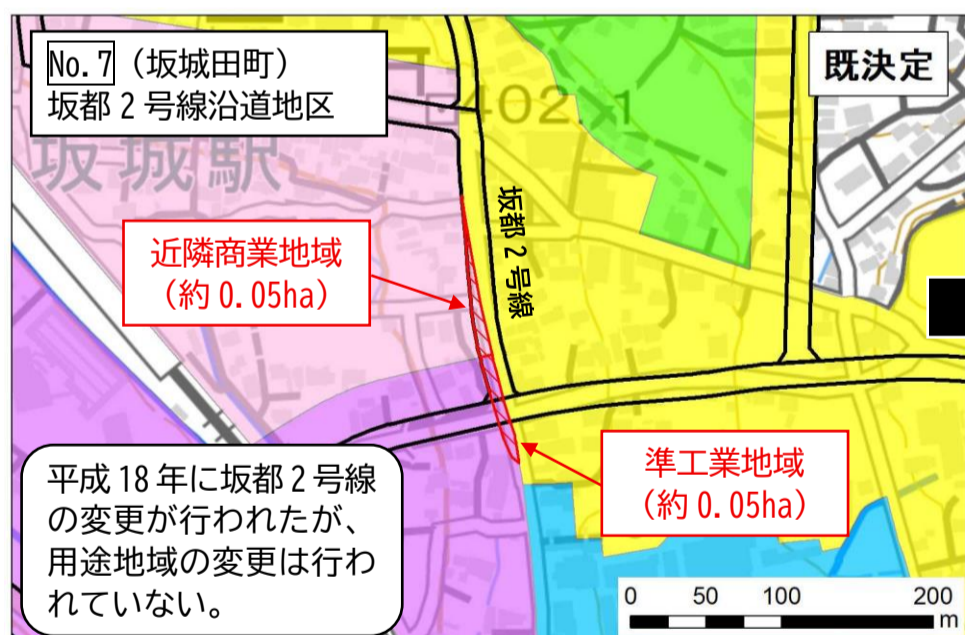 No.7（坂城田町）
坂都２号線沿道地区
既決定
402.1
坂城駅
坂都２号線
近隣商業地域
（約0.05ha）
準工業地域
（約0.05ha）
平成18年に坂都２号線
の変更が行われたが、
用途地域の変更は行わ
れていない。
0 50 100 200
m